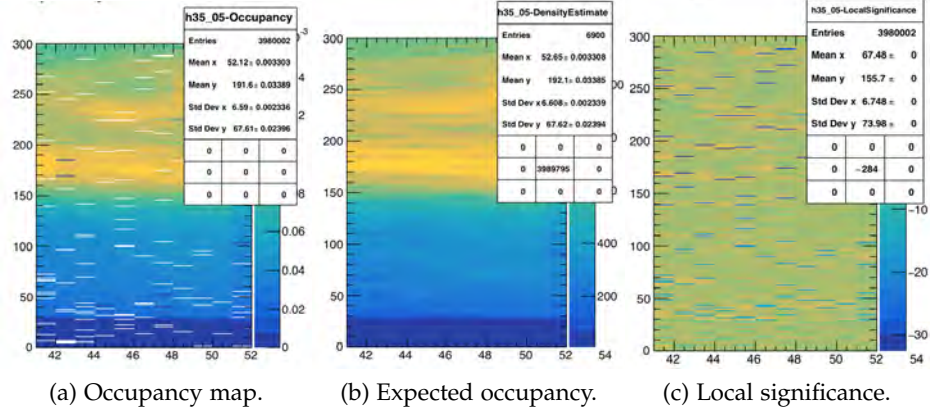 h35_05-Occupancy
Entries 3980002
Mean x 52.12± 0.003303
Mean y 191.6± 0.03389
Std Dev x 6.59± 0.002336
Std Dev y 67.61± 0.02396
0 0 0
0 0 0
0 0 0
300
250
200
150
100
50
0
42 44 46 48 50 52
-3
4
2
8
0.06
0.04
0.02
0
h35_05-DensityEstimate
Entries 6900
Mean x 52.65± 0.003308
Mean y 192.1± 0.03385
Std Dev x 6.608± 0.002339
Std Dev y 67.62± 0.02394
0 0 0
0 3989795 0
0 0 0
300
250
200
150
100
50
0
42 44 46 48 50 52 54
400
200
h35_05-LocalSignificance
Entries 3980002
Mean x 67.48 ± 0
Mean y 155.7 ± 0
Std Dev x 6.748 ± 0
Std Dev y 73.98 ± 0
0 0 0
0 -284 0
0 0 0
300
250
200
150
100
50
0
42 44 46 48 50 52 54
−10
−20
−30
(a) Occupancy map.
(b) Expected occupancy.
(c) Local significance.